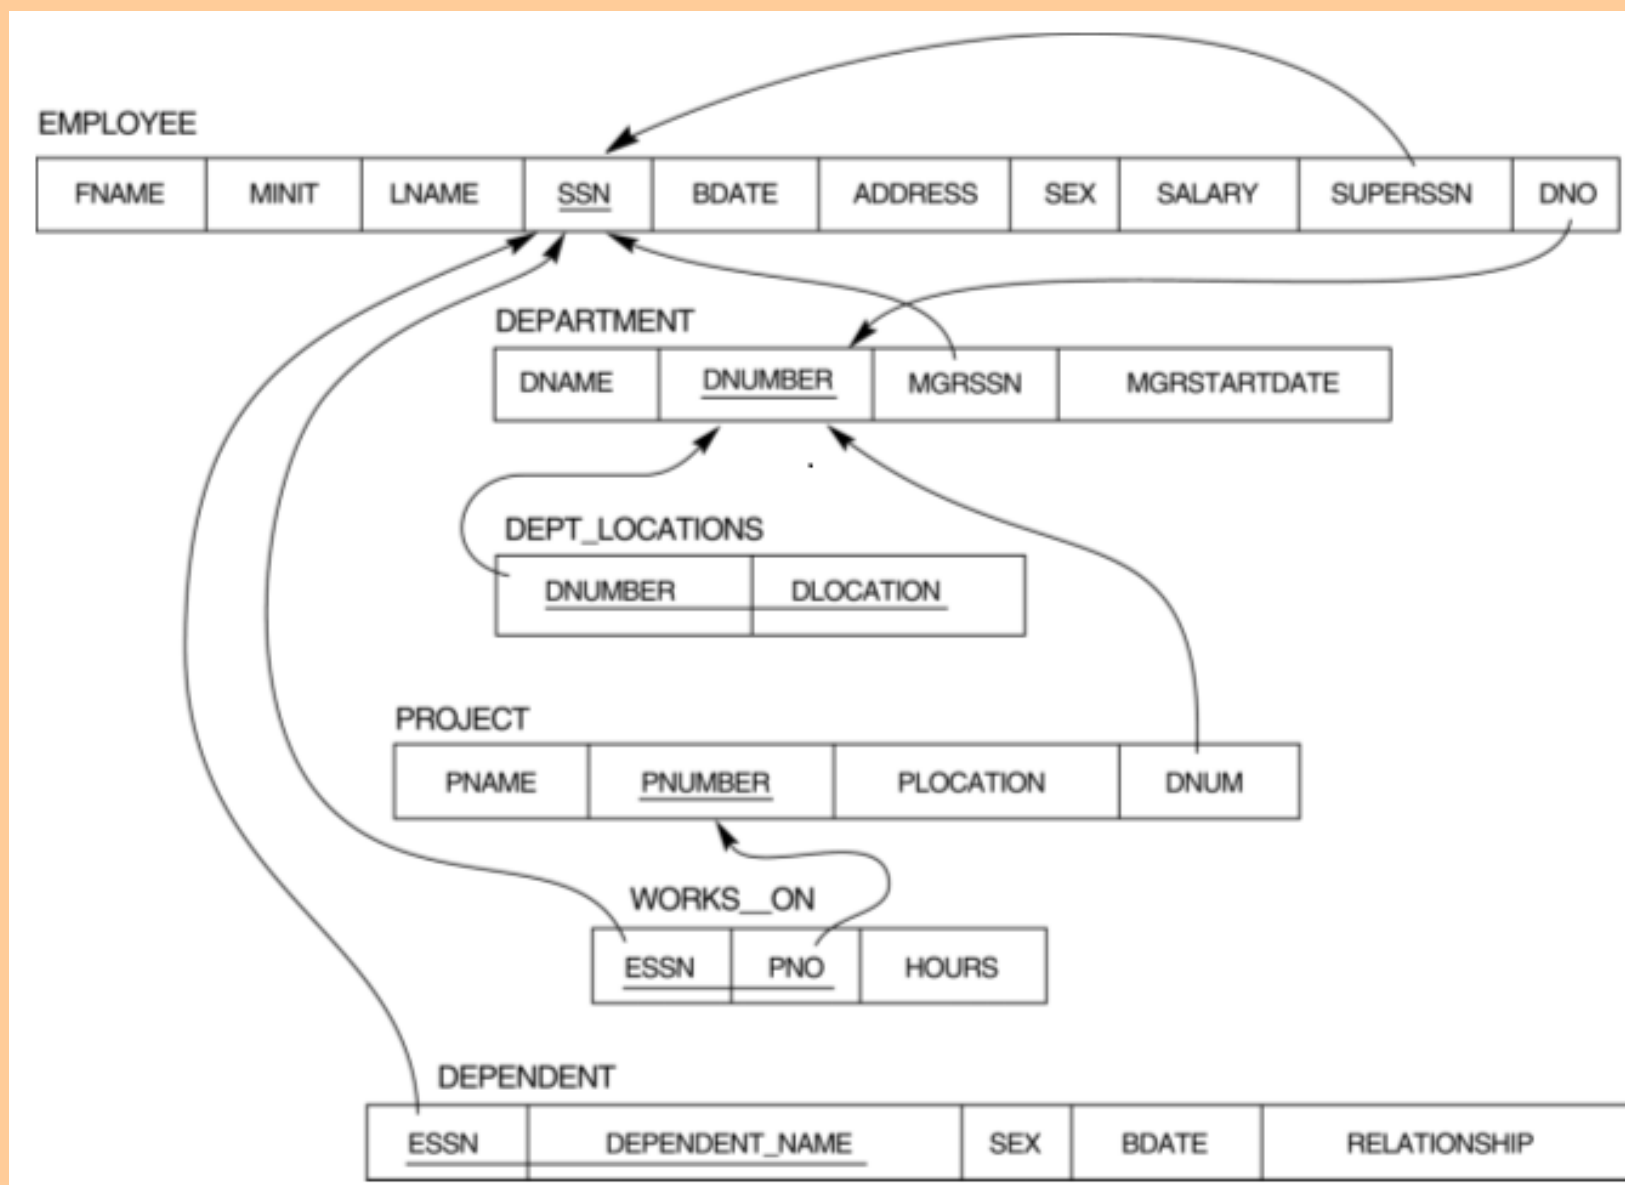 EMPLOYEE
FNAME MINIT LNAME SSN BDATE ADDRESS SEX SALARY SUPERSSN DNO
DEPARTMENT
DNAME DNUMBER MGRSSN MGRSTARTDATE
DEPT_LOCATIONS
DNUMBER DLOCATION
PROJECT
PNAME PNUMBER PLOCATION DNUM
WORKS__ON
ESSN PNO HOURS
DEPENDENT
ESSN DEPENDENT_NAME SEX BDATE RELATIONSHIP